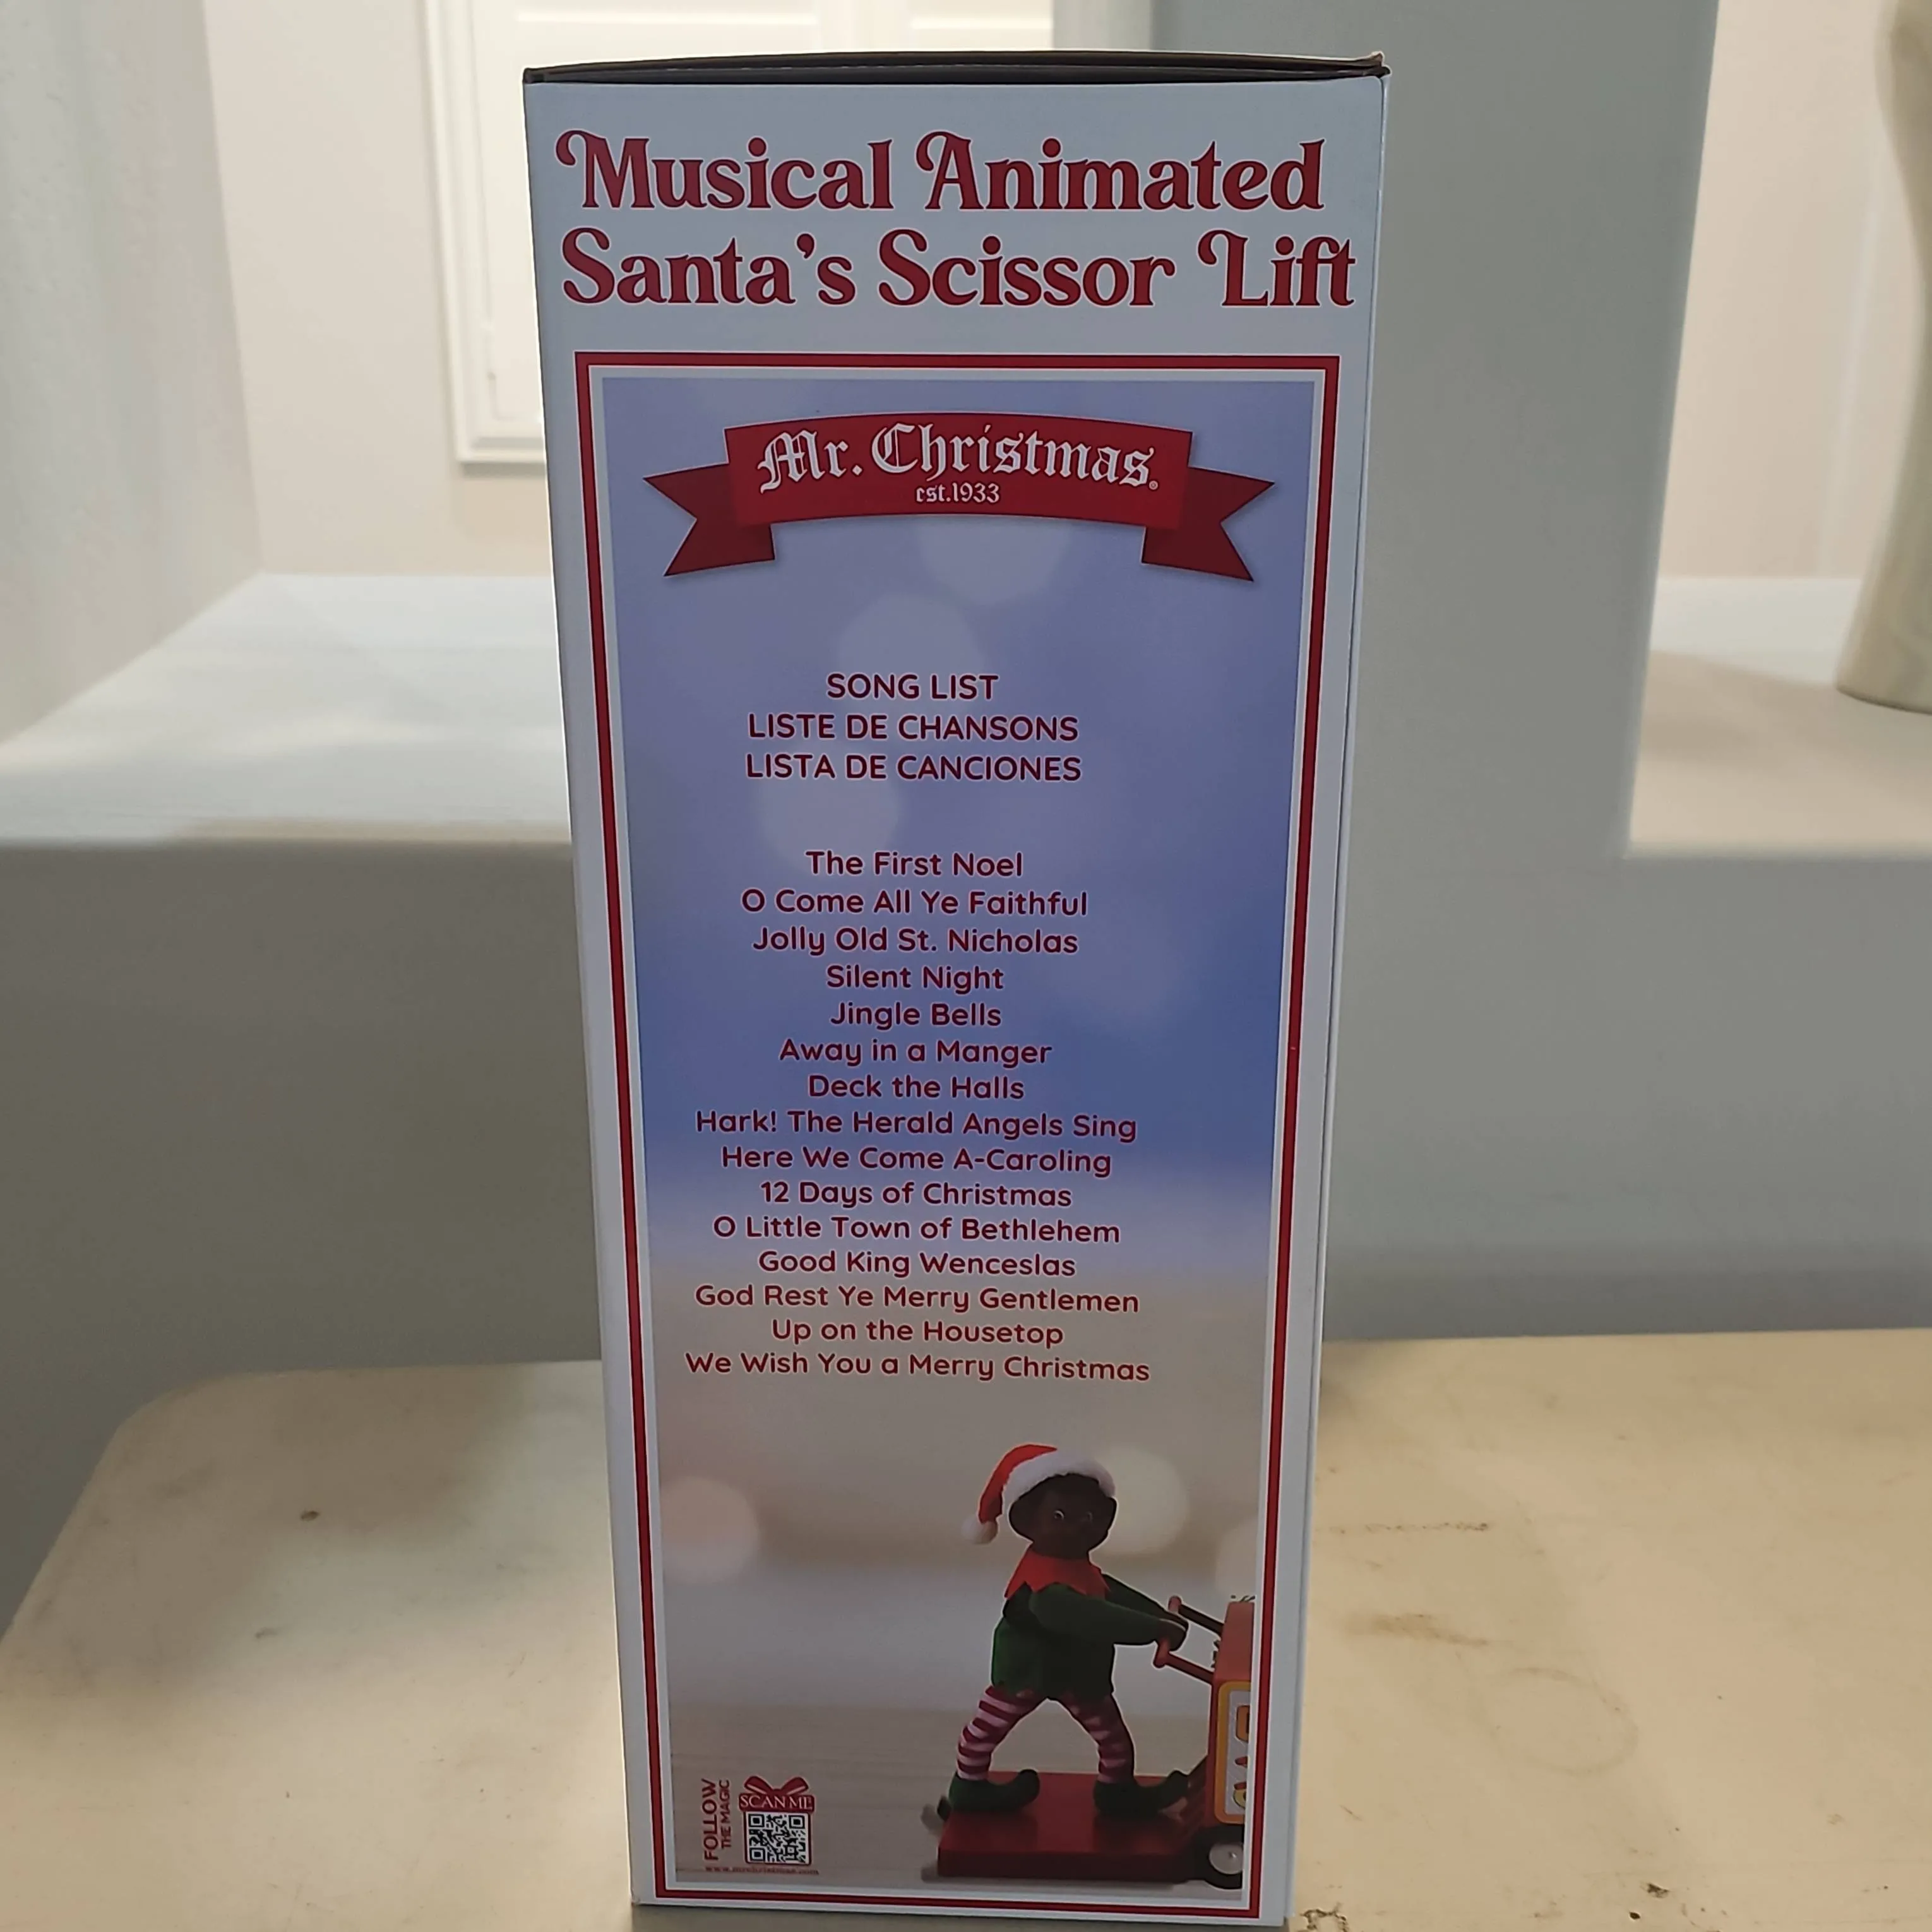 Musical Animated
Santa's Scissor Lift
Mr. Christmas®
est.1933
SONG LIST
LISTE DE CHANSONS
LISTA DE CANCIONES
The First Noel
O Come All Ye Faithful
Jolly Old St. Nicholas
Silent Night
Jingle Bells
Away in a Manger
Deck the Halls
Hark! The Herald Angels Sing
Here We Come A-Caroling
12 Days of Christmas
O Little Town of Bethlehem
Good King Wenceslas
God Rest Ye Merry Gentlemen
Up on the Housetop
We Wish You a Merry Christmas
FOLLOW
THE MAGIC
SCAN ME